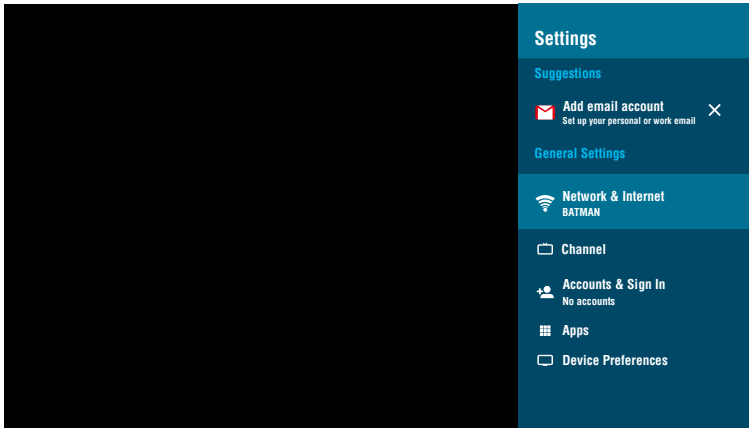 Settings
Suggestions
Add email account
Set up your personal or work email
General Settings
Network & Internet
BATMAN
Channel
Accounts & Sign In
No accounts
Apps
Device Preferences